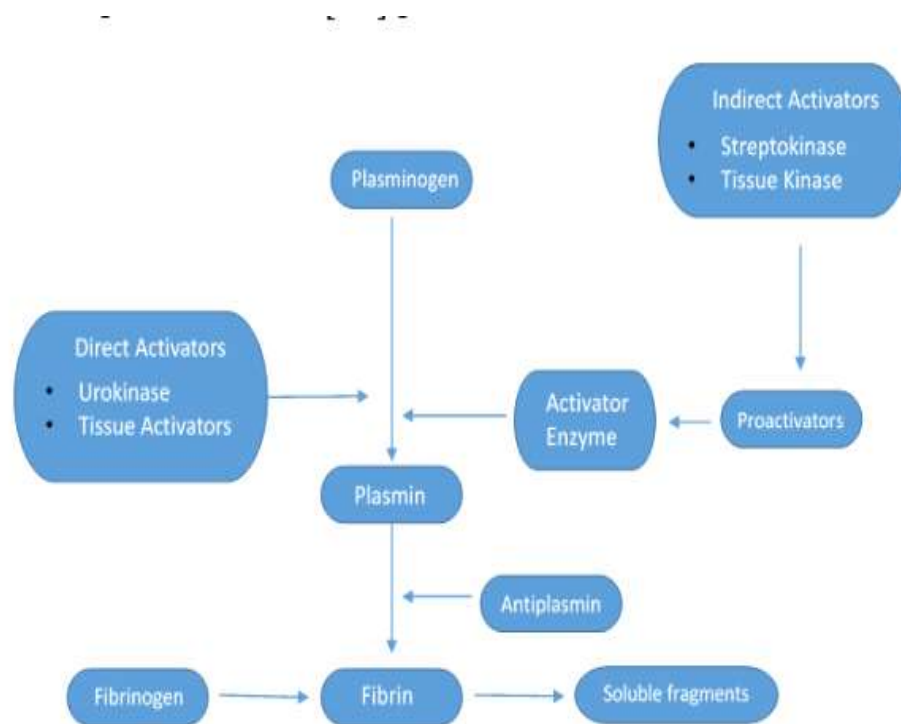 Indirect Activators
• Streptokinase
• Tissue Kinase
Plasminogen
Direct Activators
• Urokinase
• Tissue Activators
Activator
Enzyme
Proactivators
Plasmin
Antiplasmin
Fibrinogen
Fibrin
Soluble fragments